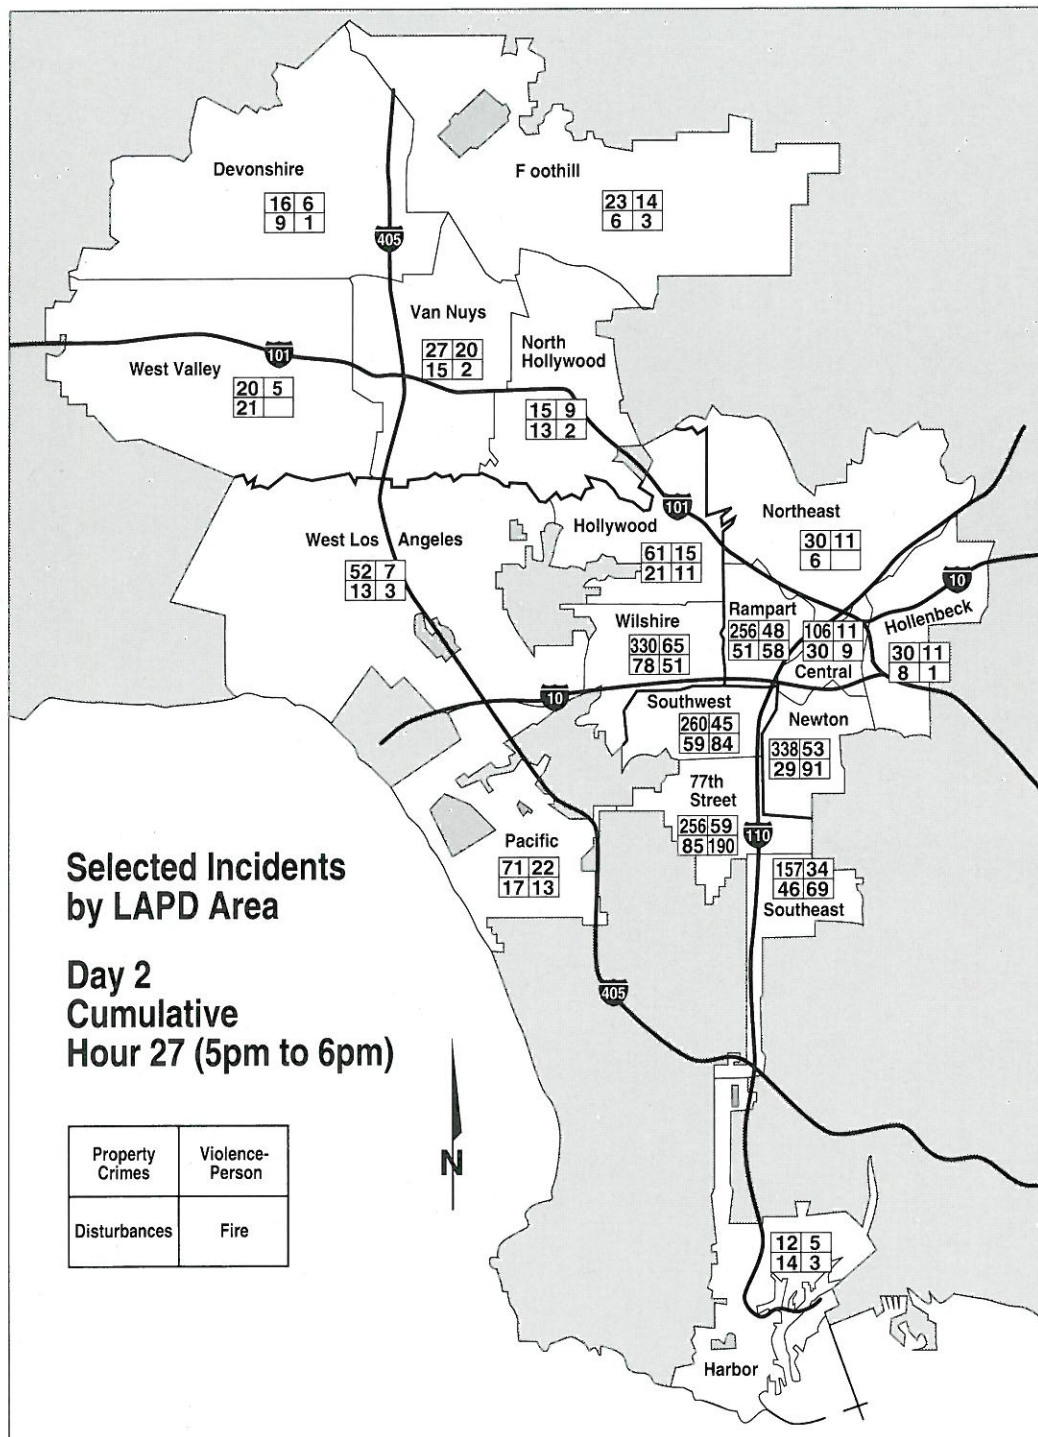 Devonshire
16 6
9 1
F oothill
23 14
6 3
405
Van Nuys
27 20
15 2
North
Hollywood
15 9
13 2
101
West Valley
20 5
21
West Los Angeles
52 7
13 3
Hollywood
61 15
21 11
101
Northeast
30 11
6
10
Hollenbeck
30 11
8 1
Wilshire
330 65
78 51
Rampart
256 48
51 58
106 11
30 9
Central
10
Southwest
260 45
59 84
Newton
338 53
29 91
77th
Street
256 59
85 190
110
Pacific
71 22
17 13
157 34
46 69
Southeast
405
12 5
14 3
Harbor
Selected Incidents
by LAPD Area
Day 2
Cumulative
Hour 27 (5pm to 6pm)
N
Property
Crimes
Violence-
Person
Disturbances
Fire